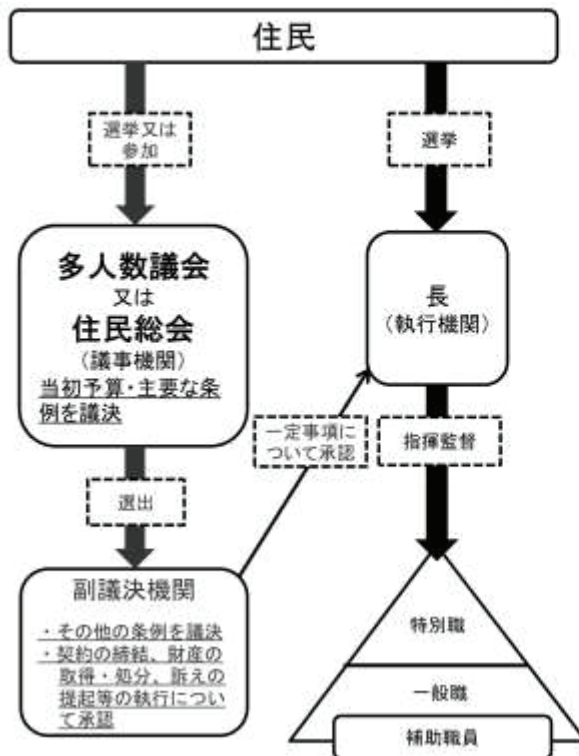 住民
選挙又は
参加
選挙
多人数議会
又は
住民総会
(議事機関)
当初予算・主要な条
例を議決
長
(執行機関)
一定事項に
ついて承認
指揮監督
選出
副議決機関
・その他の条例を議決
・契約の締結、財産の
取得・処分、訴えの
提起等の執行につい
て承認
特別職
一般職
補助職員